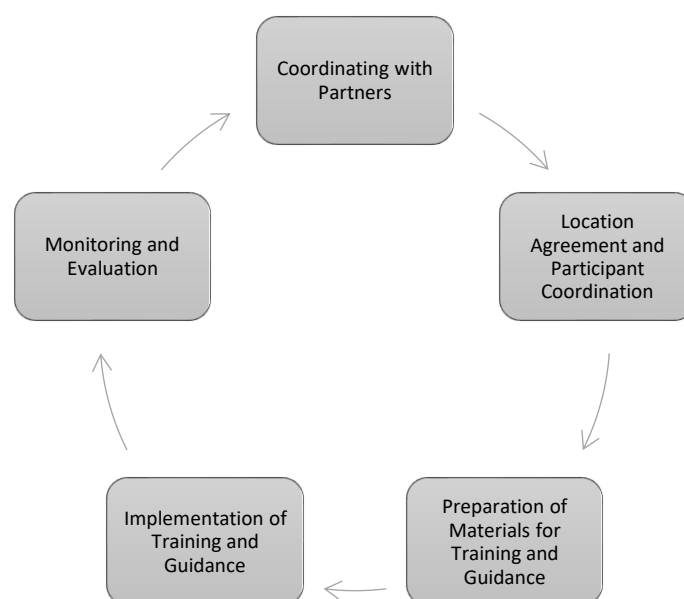 Coordinating with
Partners
Location
Agreement and
Participant
Coordination
Preparation of
Materials for
Training and
Guidance
Implementation of
Training and
Guidance
Monitoring and
Evaluation